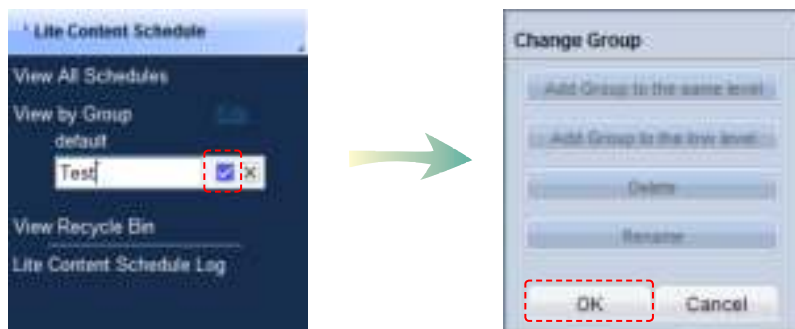 Lite Content Schedule
View All Schedules
View by Group
default
Test
View Recycle Bin
Lite Content Schedule Log
Change Group
Add Group to the same level
Add Group to the low level
Delete
Rename
OK
Cancel